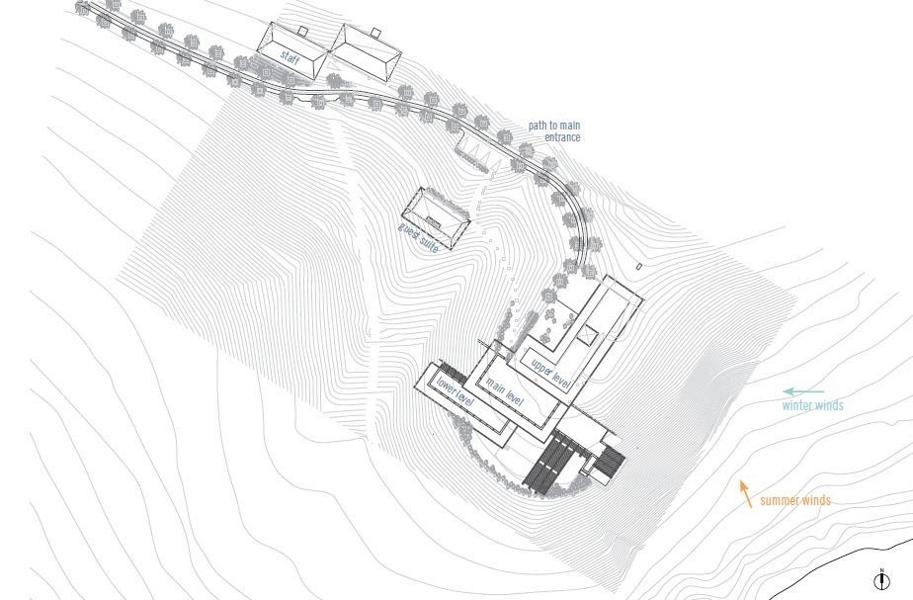 staff
path to main
entrance
guest suite
upper level
main level
lower level
winter winds
summer winds
N